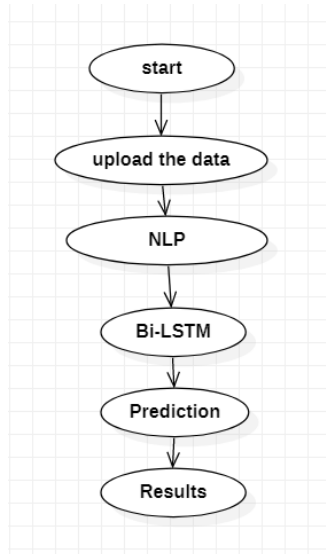 start
upload the data
NLP
Bi-LSTM
Prediction
Results